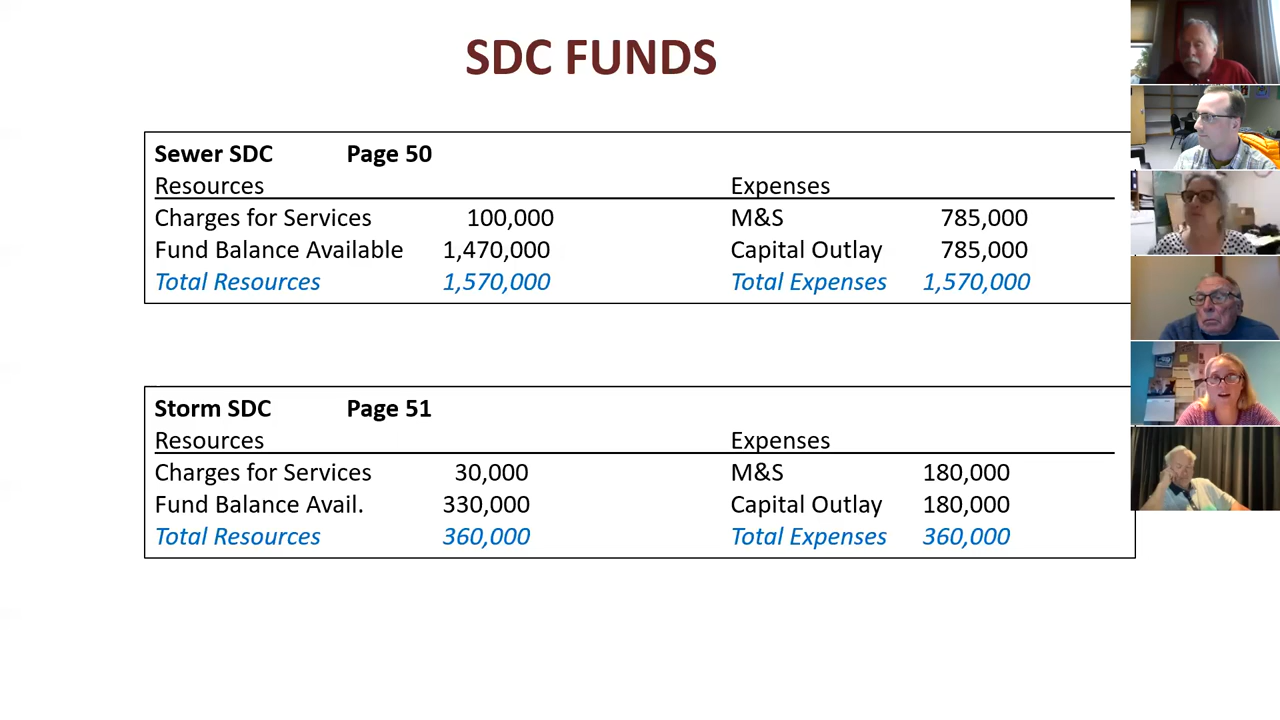 SDC FUNDS
Sewer SDC Page 50
Resources Expenses
Charges for Services 100,000 M&S 785,000
Fund Balance Available 1,470,000 Capital Outlay 785,000
Total Resources 1,570,000 Total Expenses 1,570,000
Storm SDC Page 51
Resources Expenses
Charges for Services 30,000 M&S 180,000
Fund Balance Avail. 330,000 Capital Outlay 180,000
Total Resources 360,000 Total Expenses 360,000